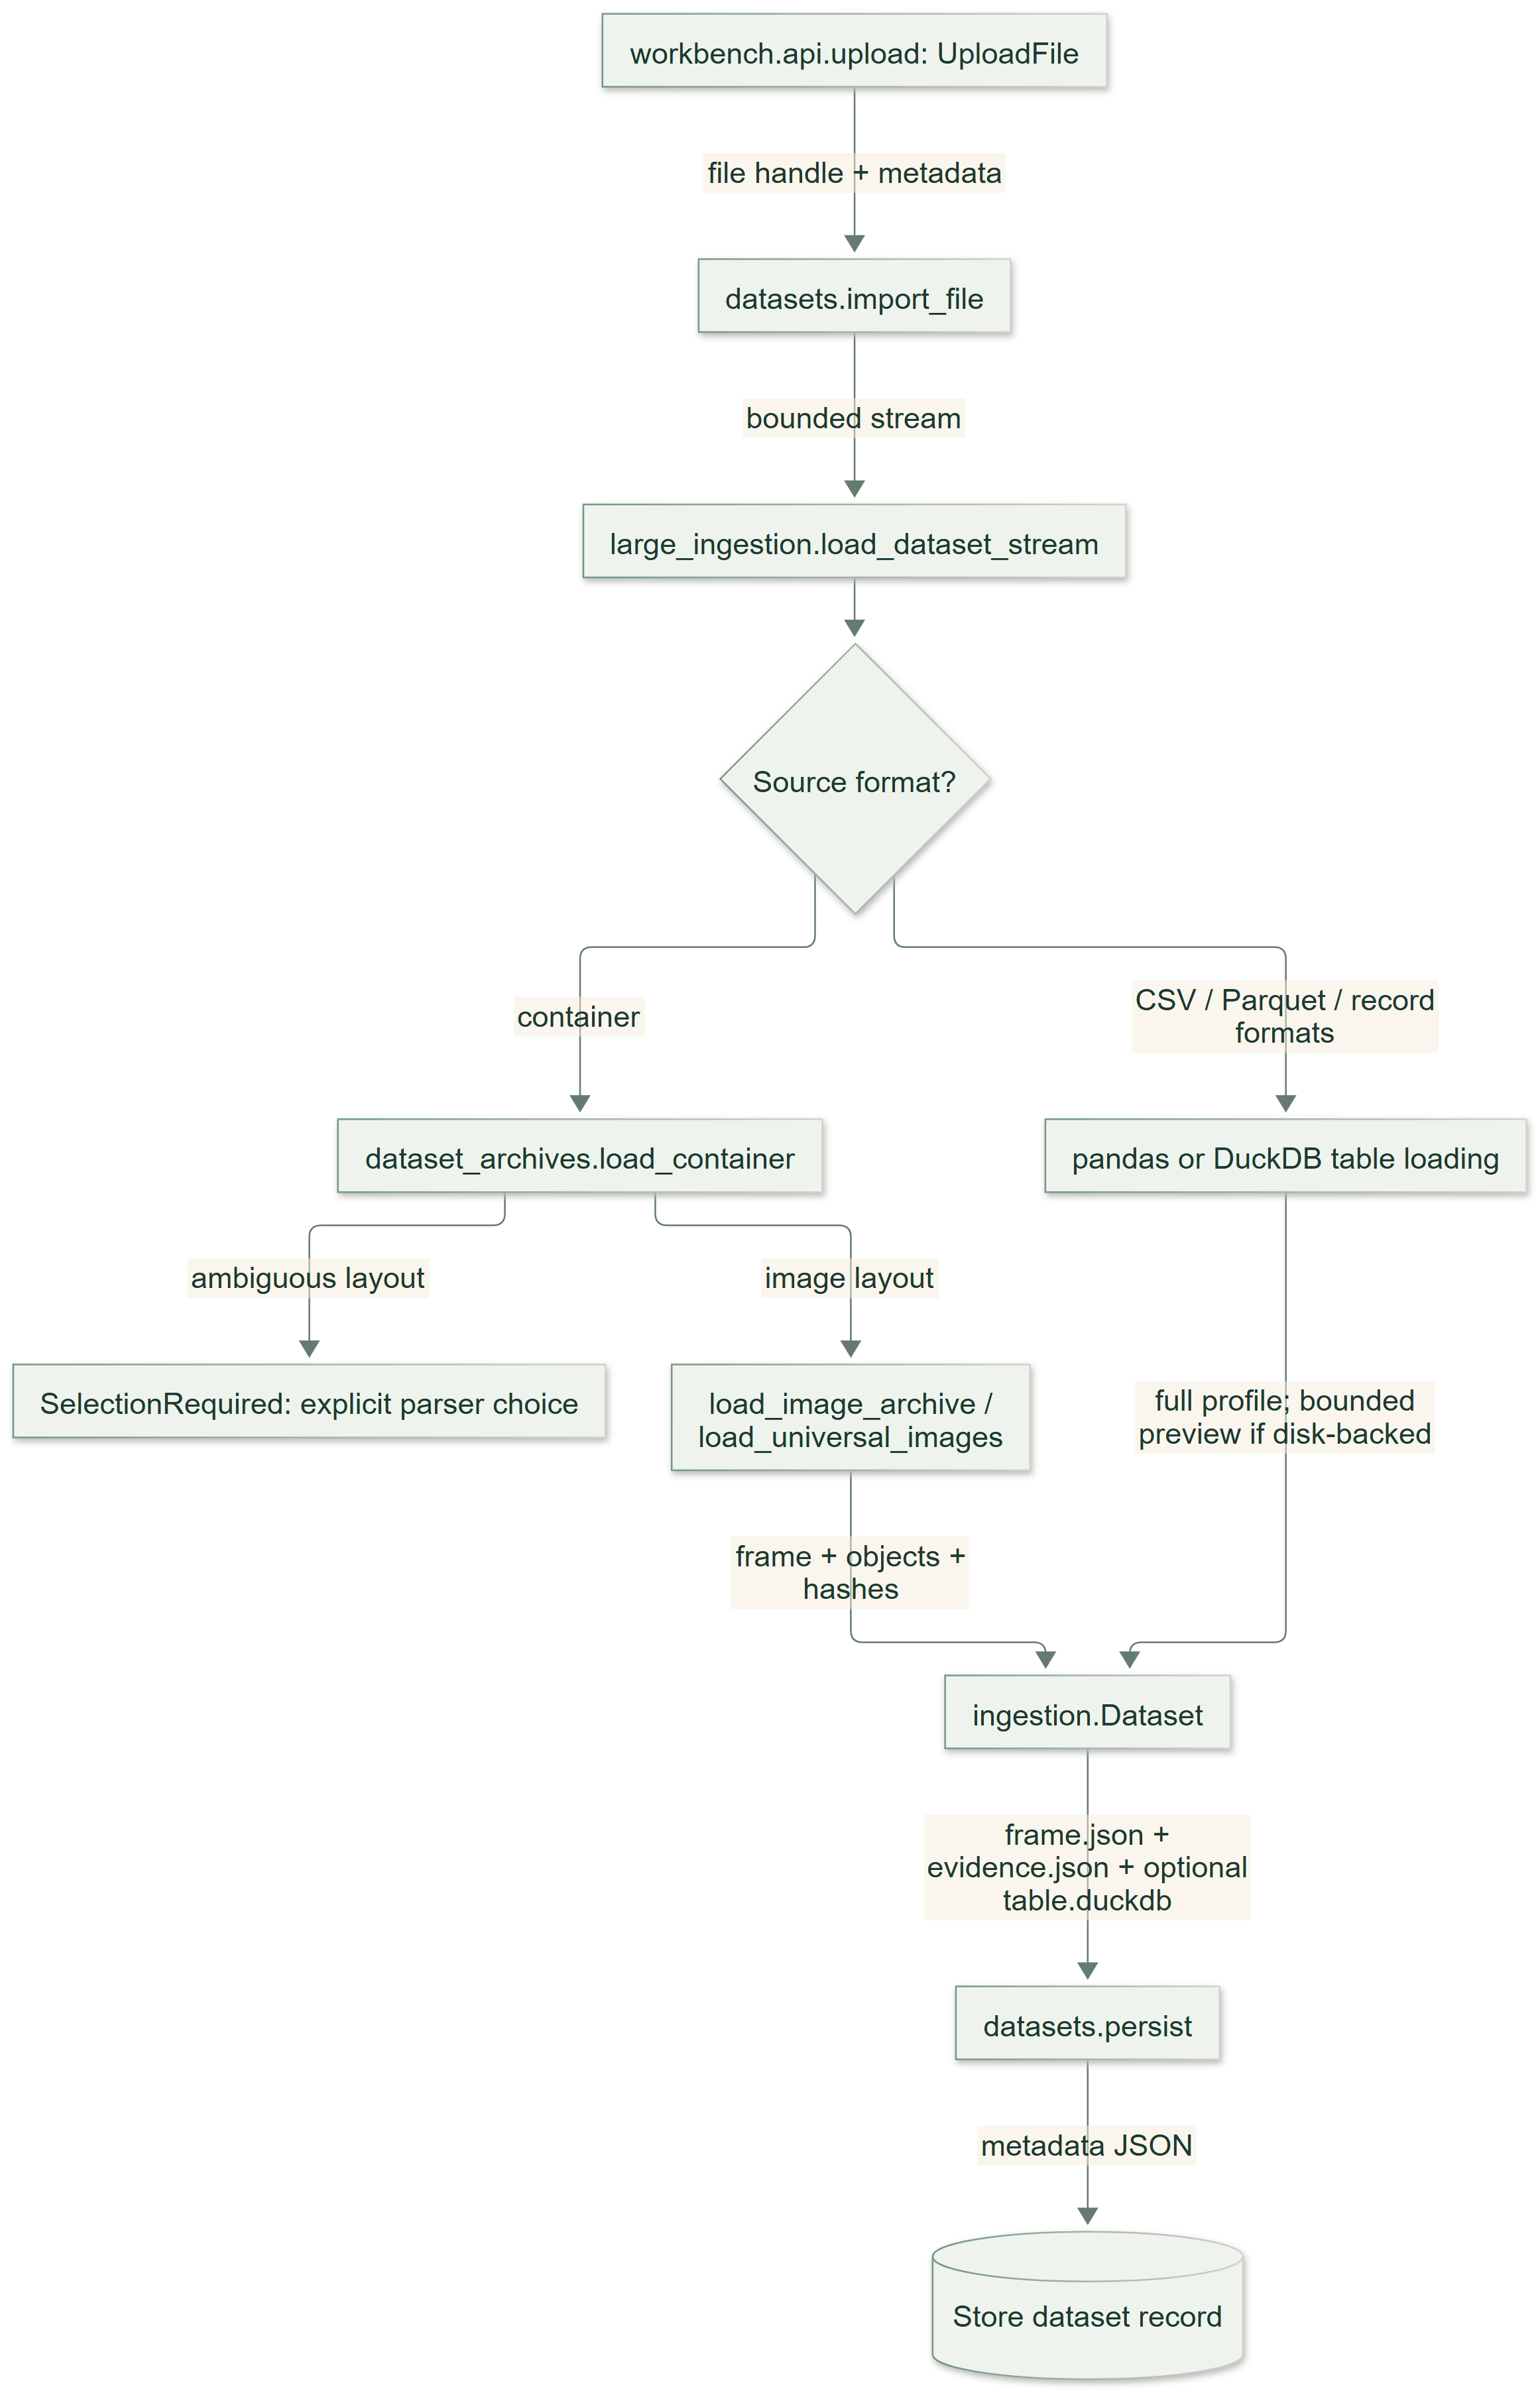 workbench.api.upload: UploadFile
file handle + metadata
datasets.import_file
bounded stream
large_ingestion.load_dataset_stream
Source format?
container
CSV / Parquet / record
formats
dataset_archives.load_container
pandas or DuckDB table loading
ambiguous layout
image layout
SelectionRequired: explicit parser choice
load_image_archive /
load_universal_images
full profile; bounded
preview if disk-backed
frame + objects +
hashes
ingestion.Dataset
frame.json +
evidence.json + optional
table.duckdb
datasets.persist
metadata JSON
Store dataset record